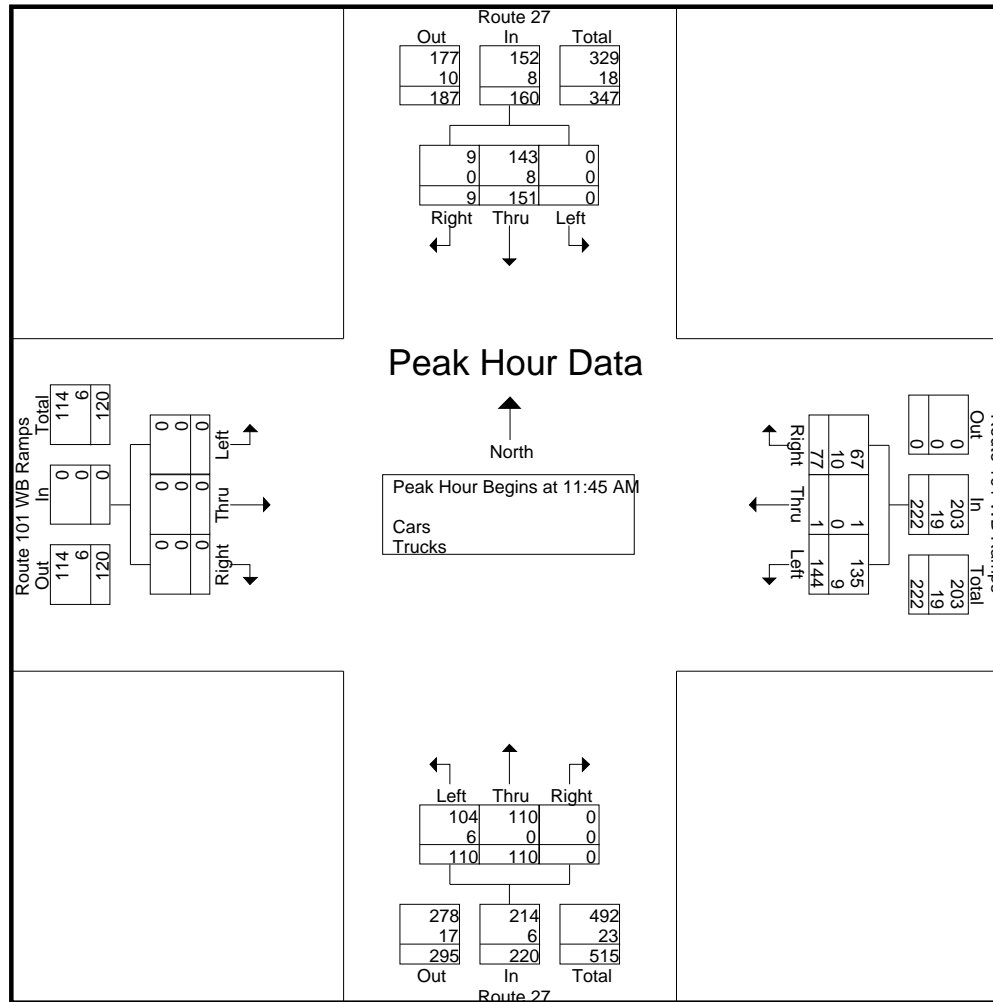 Route 27
Out In Total
177 152 329
10 8 18
187 160 347
9 143 0
0 8 0
9 151 0
Right Thru Left
Peak Hour Data
North
Peak Hour Begins at 11:45 AM
Cars
Trucks
Route 101 WB Ramps
Out In Total
120 0 120
6 0 6
114 0 114
Left Thru Right
0 0 0
0 0 0
0 0 0
Right Thru Left
67 1 135
10 0 9
77 1 144
Out In Total
0 203 203
0 19 19
0 222 222
Left Thru Right
104 110 0
6 0 0
110 110 0
278 214 492
17 6 23
295 220 515
Out In Total
Route 27